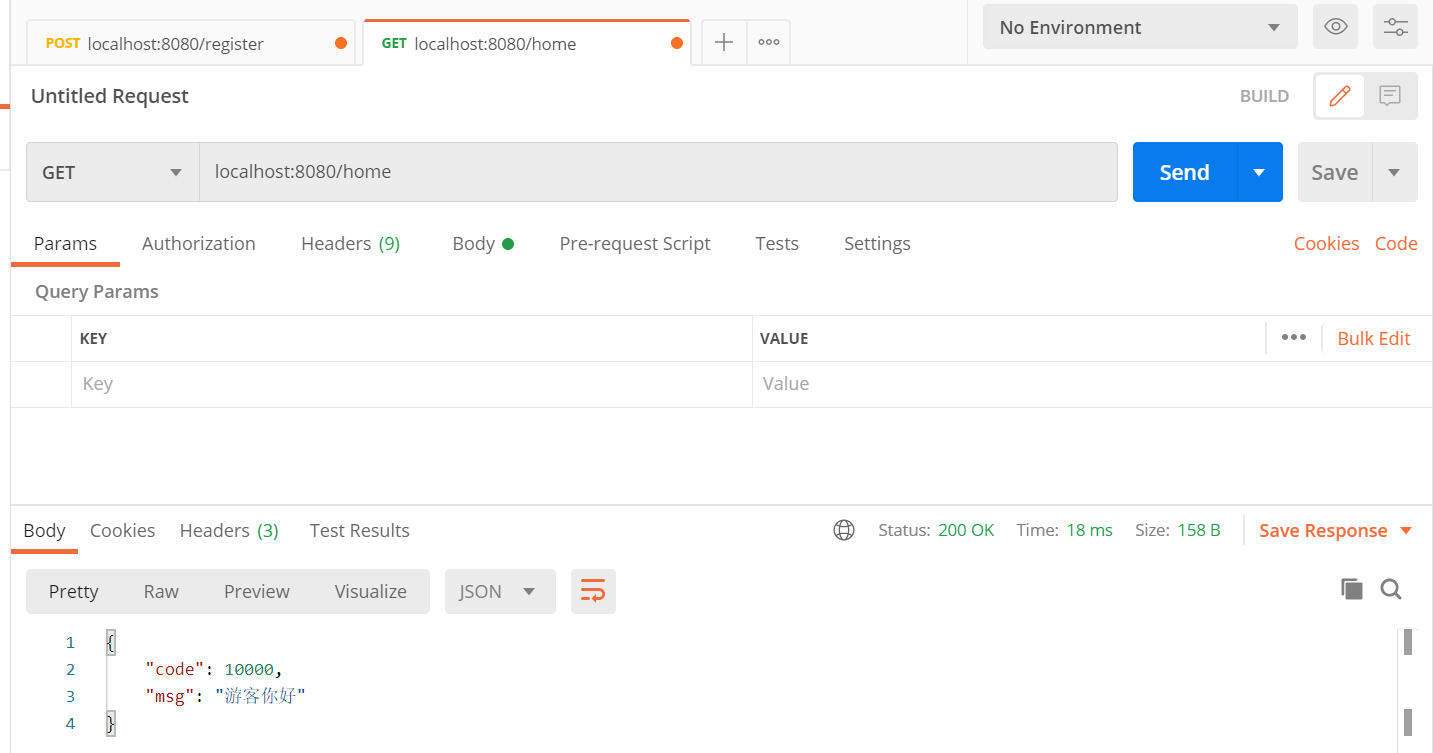 POST localhost:8080/register GET localhost:8080/home No Environment
Untitled Request BUILD
GET localhost:8080/home Send Save
Params Authorization Headers (9) Body Pre-request Script Tests Settings Cookies Code
Query Params
KEY VALUE Bulk Edit
Key Value
Body Cookies Headers (3) Test Results Status: 200 OK Time: 18 ms Size: 158 B Save Response
Pretty Raw Preview Visualize JSON
1 {
2 "code": 10000,
3 "msg": "游客你好"
4 }